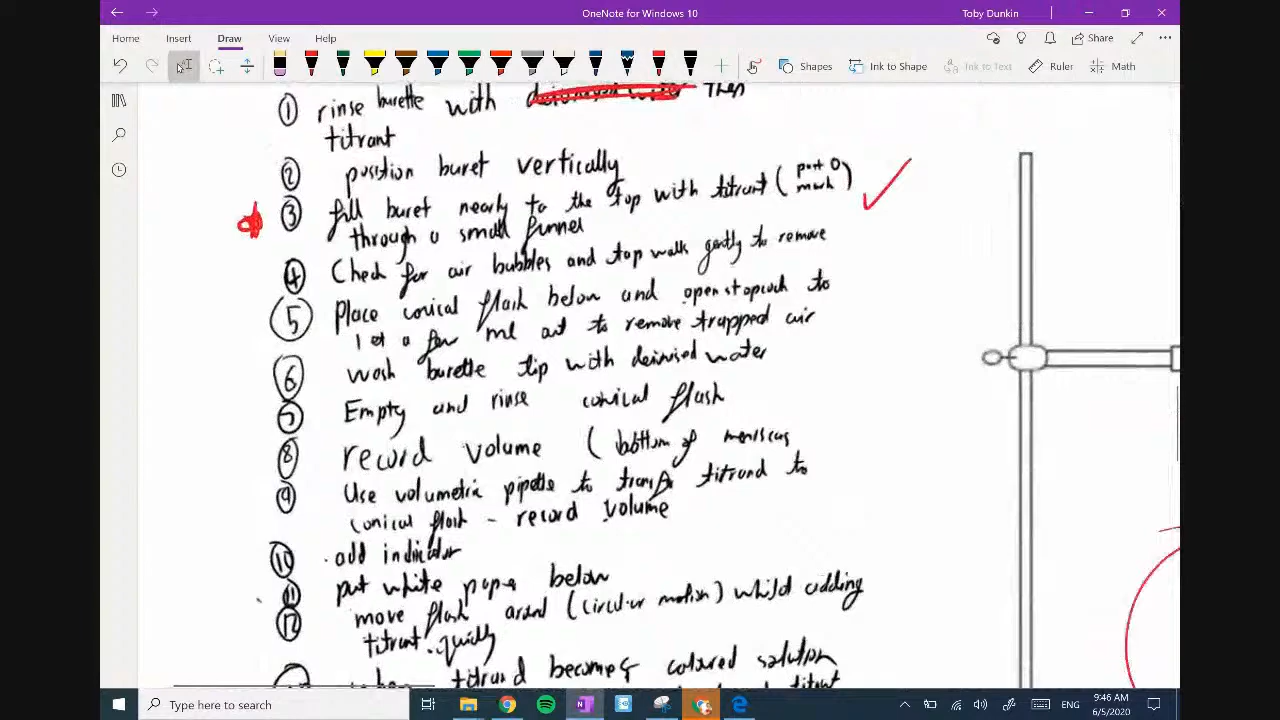 OneNote for Windows 10
Toby Dunkin
Home
Insert
Draw
View
Help
Share
Shapes
Ink to Shape
Ink to Text
Ruler
Math
① rinse burette with then
titrant
② position buret vertically
③ fill buret nearly to the top with titrant (past 0
mark)
through a small funnel
④ Check for air bubbles and tap walls gently to remove
⑤ Place conical flask below and open stopcock to
let a few ml out to remove trapped air
⑥ wash burette tip with deionised water
⑦ Empty and rinse conical flask
⑧ record volume (bottom of meniscus
⑨ Use volumetric pipette to transfer titrand to
conical flask - record volume
⑩ add indicator
⑪ put white paper below
⑫ move flask around (circular motion) whilst adding
titrant quickly
when titrand becomes colored solution
titrant
Type here to search
9:46 AM
6/5/2020